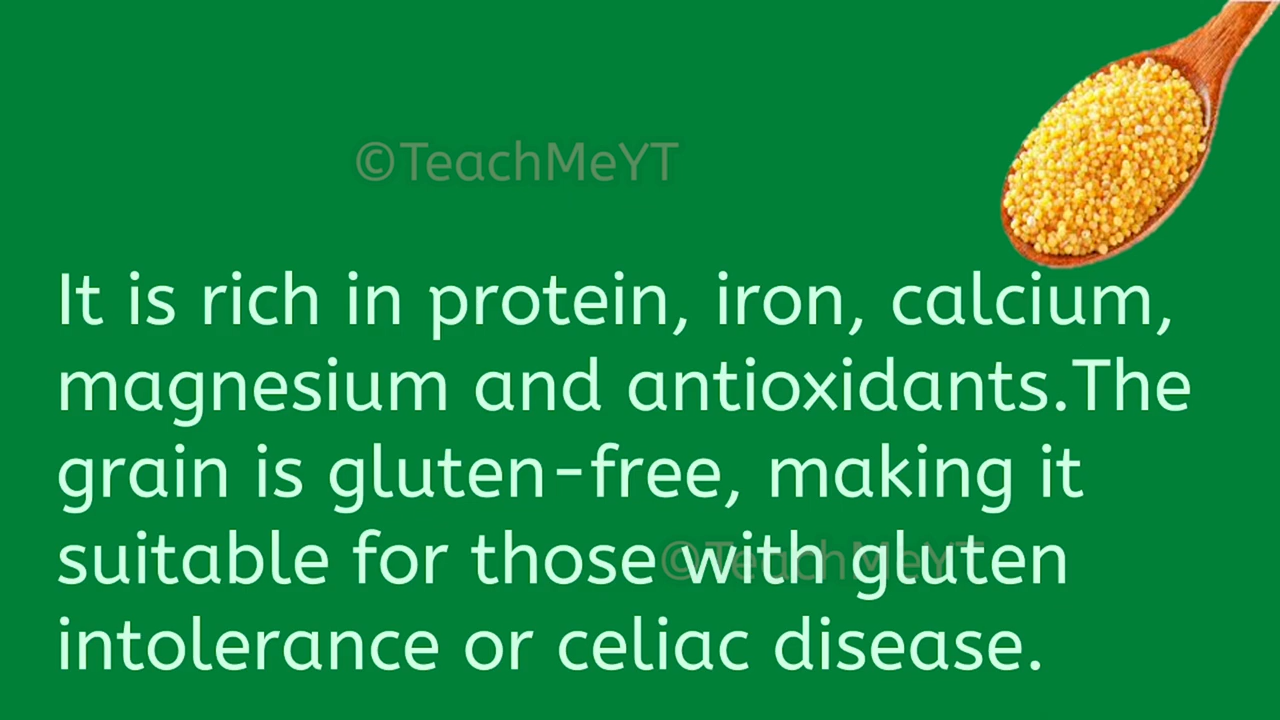 ©TeachMeYT
It is rich in protein, iron, calcium,
magnesium and antioxidants.The
grain is gluten-free, making it
suitable for those with gluten
©TeachMeYT
intolerance or celiac disease.